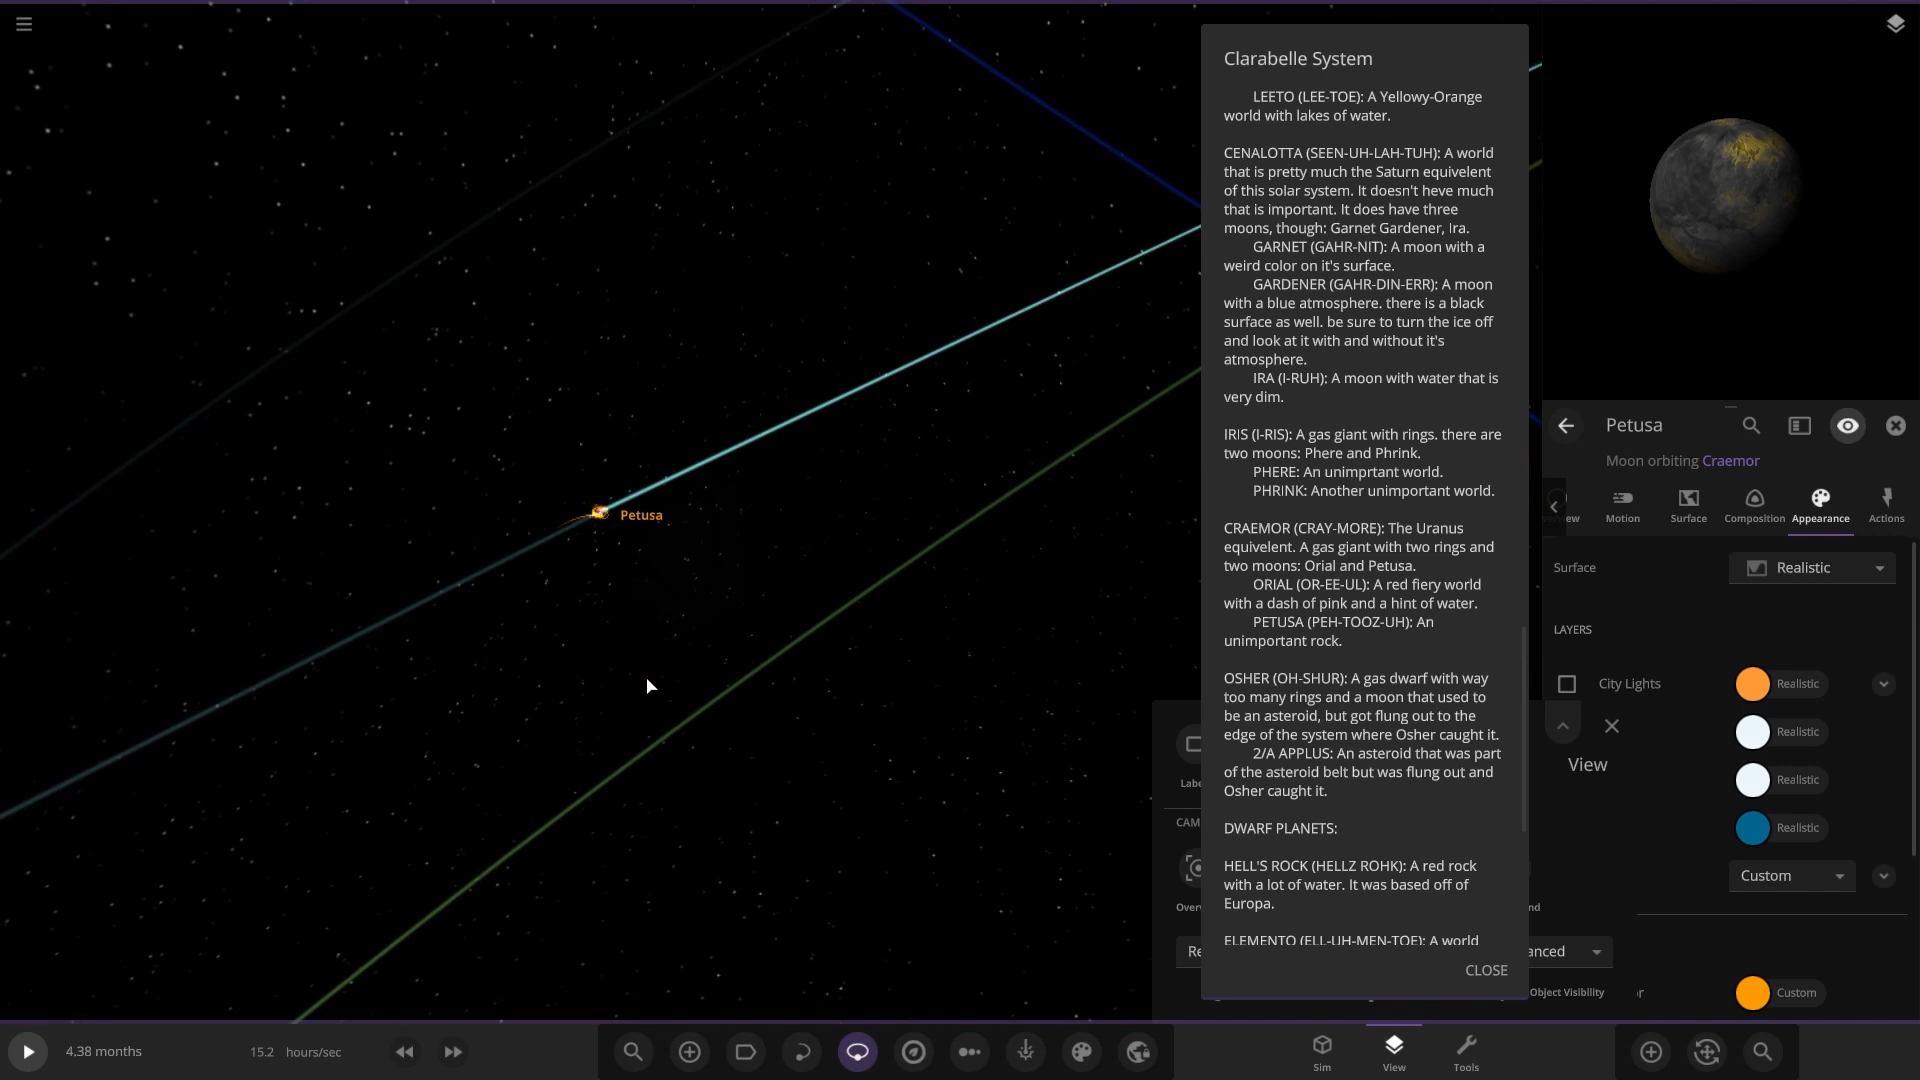 Clarabelle System
LEETO (LEE-TOE): A Yellowy-Orange
world with lakes of water.
CENALOTTA (SEEN-UH-LAH-TUH): A world
that is pretty much the Saturn equivelent
of this solar system. It doesn't heve much
that is important. It does have three
moons, though: Garnet Gardener, Ira.
GARNET (GAHR-NIT): A moon with a
weird color on it's surface.
GARDENER (GAHR-DIN-ERR): A moon
with a blue atmosphere. there is a black
surface as well. be sure to turn the ice off
and look at it with and without it's
atmosphere.
IRA (I-RUH): A moon with water that is
very dim.
IRIS (I-RIS): A gas giant with rings. there are
two moons: Phere and Phrink.
PHERE: An unimprtant world.
PHRINK: Another unimportant world.
CRAEMOR (CRAY-MORE): The Uranus
equivelent. A gas giant with two rings and
two moons: Orial and Petusa.
ORIAL (OR-EE-UL): A red fiery world
with a dash of pink and a hint of water.
PETUSA (PEH-TOOZ-UH): An
unimportant rock.
OSHER (OH-SHUR): A gas dwarf with way
too many rings and a moon that used to
be an asteroid, but got flung out to the
edge of the system where Osher caught it.
2/A APPLUS: An asteroid that was part
of the asteroid belt but was flung out and
Osher caught it.
DWARF PLANETS:
HELL'S ROCK (HELLZ ROHK): A red rock
with a lot of water. It was based off of
Europa.
ELEMENTO (ELL-UH-MEN-TOE): A world
CLOSE
Petusa
Petusa
Moon orbiting Craemor
Motion Surface Composition Appearance Actions
Surface Realistic
LAYERS
City Lights Realistic
Realistic
View
Realistic
Realistic
Custom
Object Visibility
Custom
4.38 months 15.2 hours/sec
Sim View Tools